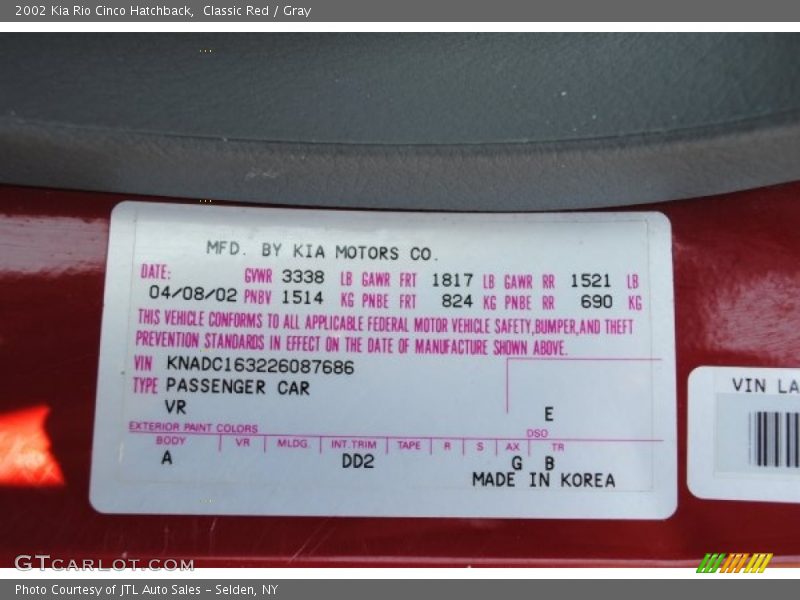 2002 Kia Rio Cinco Hatchback,  Classic Red / Gray
MFD. BY KIA MOTORS CO.
DATE: GVWR 3338 LB GAWR FRT 1817 LB GAWR RR 1521 LB
04/08/02 PNBV 1514 KG PNBE FRT 824 KG PNBE RR 690 KG
THIS VEHICLE CONFORMS TO ALL APPLICABLE FEDERAL MOTOR VEHICLE SAFETY,BUMPER,AND THEFT
PREVENTION STANDARDS IN EFFECT ON THE DATE OF MANUFACTURE SHOWN ABOVE.
VIN KNADC163226087686
TYPE PASSENGER CAR
VR E
EXTERIOR PAINT COLORS DSO
BODY VR MLDG. INT.TRIM TAPE R S AX TR
A DD2 G B
MADE IN KOREA
VIN LA
GTCARLOT.COM
Photo Courtesy of JTL Auto Sales - Selden, NY